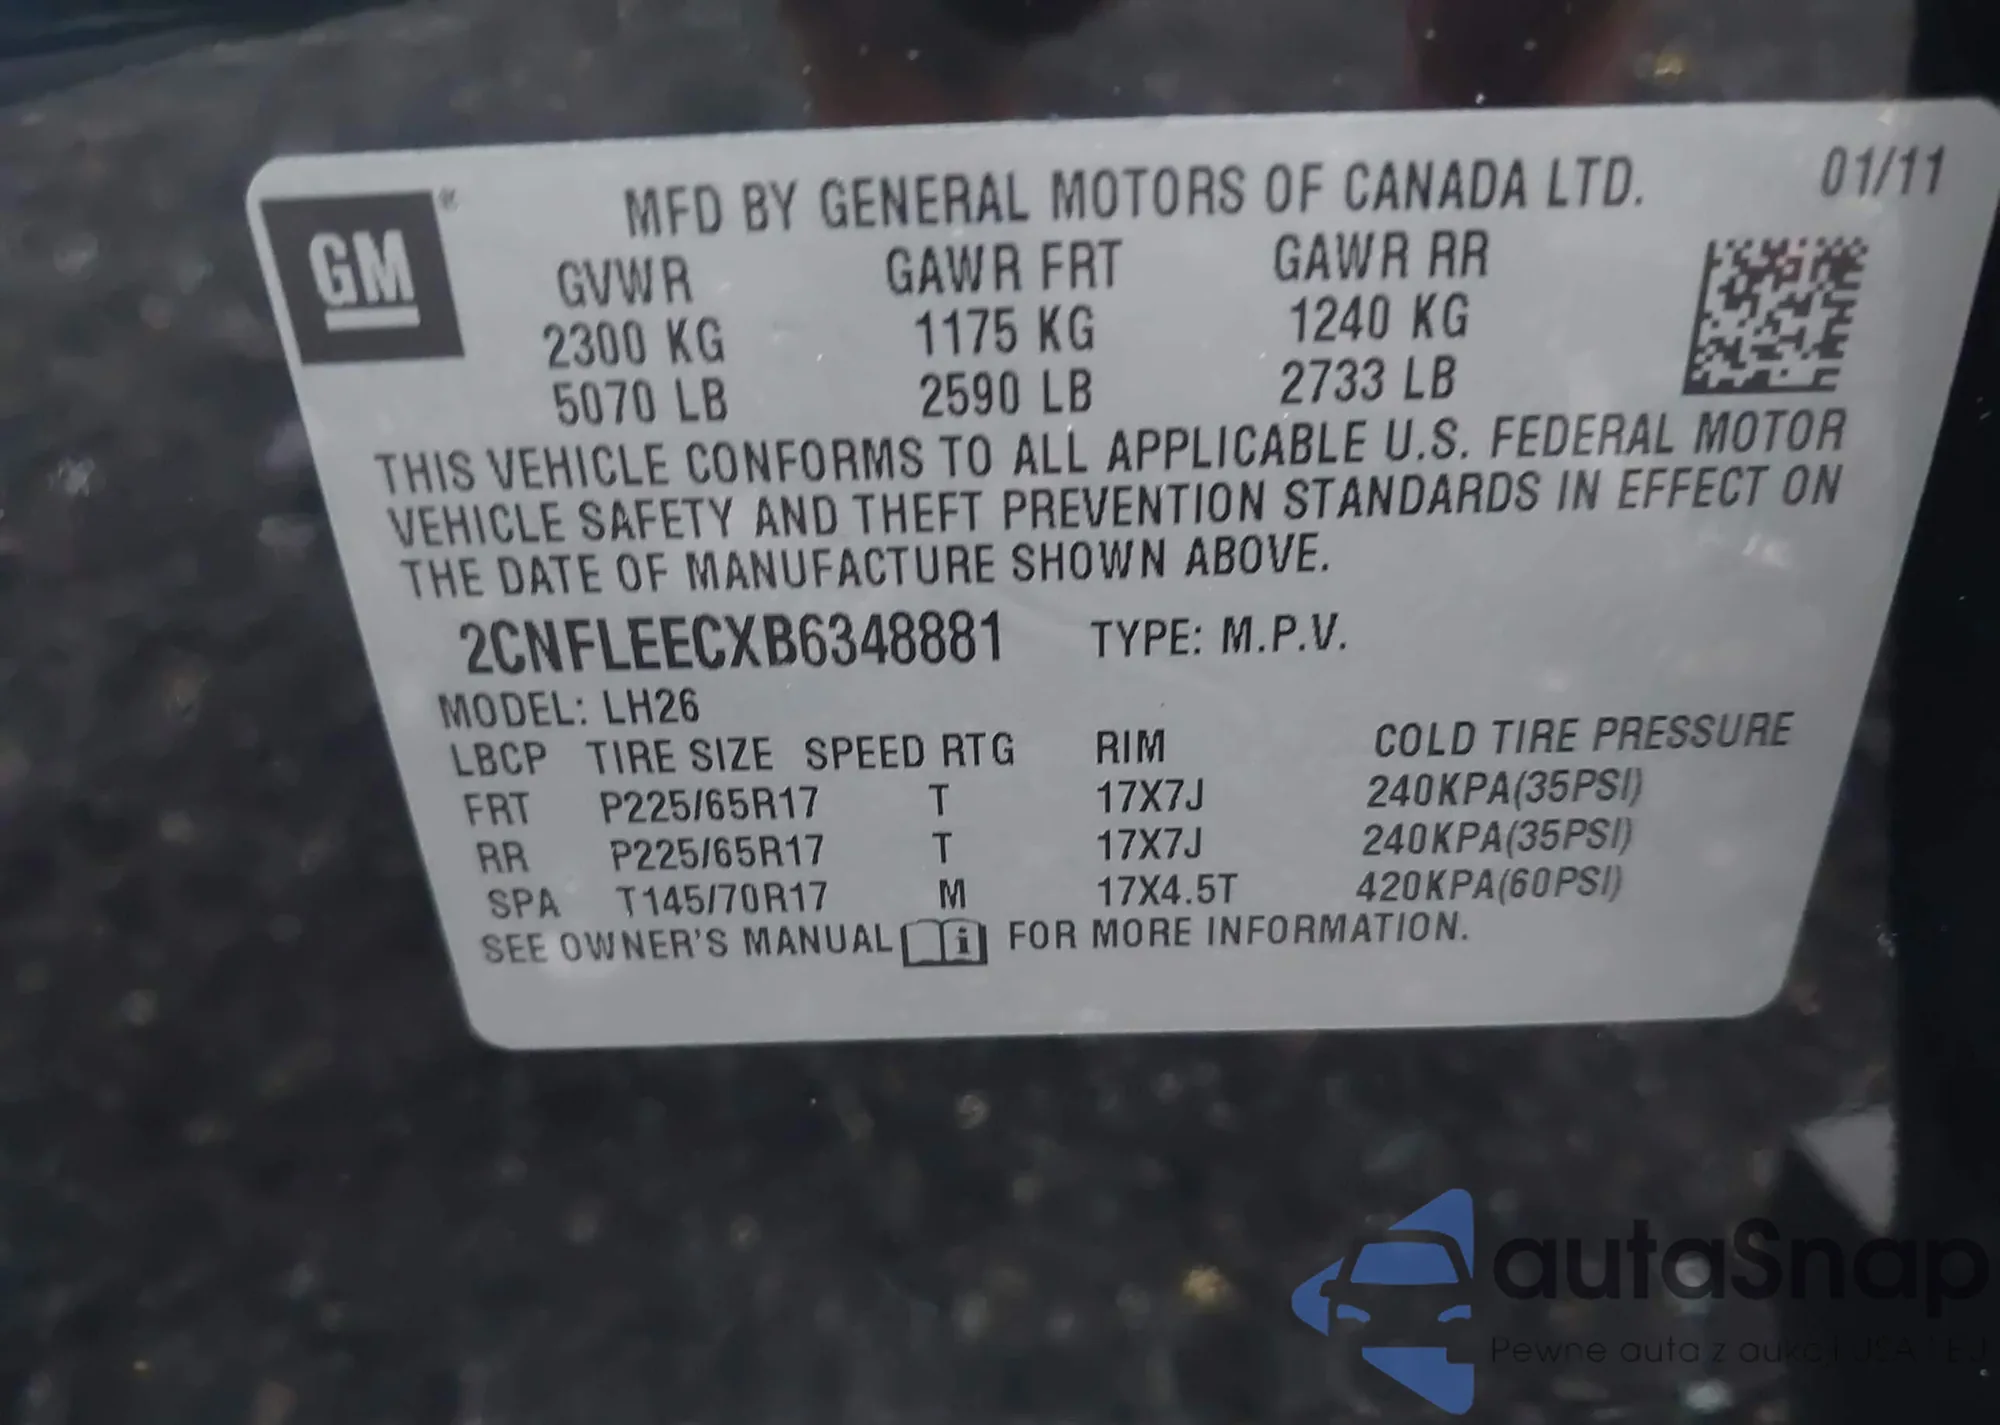 GM®
MFD BY GENERAL MOTORS OF CANADA LTD. 01/11
GVWR GAWR FRT GAWR RR
2300 KG 1175 KG 1240 KG
5070 LB 2590 LB 2733 LB
THIS VEHICLE CONFORMS TO ALL APPLICABLE U.S. FEDERAL MOTOR
VEHICLE SAFETY AND THEFT PREVENTION STANDARDS IN EFFECT ON
THE DATE OF MANUFACTURE SHOWN ABOVE.
2CNFLEECXB6348881 TYPE: M.P.V.
MODEL: LH26
LBCP TIRE SIZE SPEED RTG RIM COLD TIRE PRESSURE
FRT P225/65R17 T 17X7J 240KPA(35PSI)
RR P225/65R17 T 17X7J 240KPA(35PSI)
SPA T145/70R17 M 17X4.5T 420KPA(60PSI)
SEE OWNER'S MANUAL i FOR MORE INFORMATION.
autaSnap
Pewne auta z aukcji USA